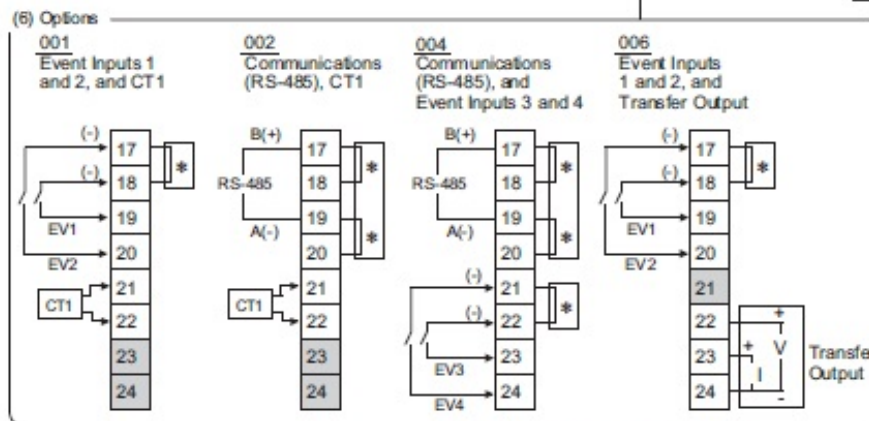 (6) Options
001
Event Inputs 1
and 2, and CT1
002
Communications
(RS-485), CT1
004
Communications
(RS-485), and
Event Inputs 3 and 4
006
Event Inputs
1 and 2, and
Transfer Output
(-)
(-)
EV1
EV2
CT1
17
18
19
20
21
22
23
24
*
B(+)
RS-485
A(-)
CT1
17
18
19
20
21
22
23
24
*
*
B(+)
RS-485
A(-)
(-)
(-)
EV3
EV4
17
18
19
20
21
22
23
24
*
*
*
(-)
(-)
EV1
EV2
17
18
19
20
21
22
23
24
*
+
+ V
I
-
Transfe
Output